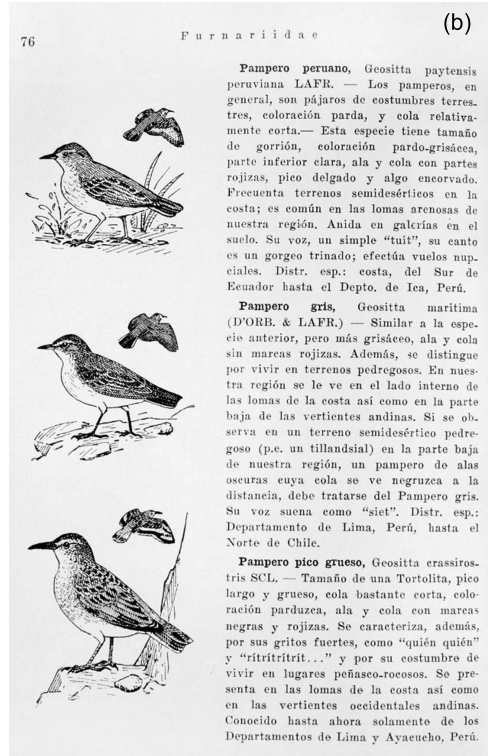 (b)
76
Furnariidae
Pampero peruano, Geositta paytensis
peruviana LAFR. — Los pamperos, en
general, son pájaros de costumbres terres-
tres, coloración parda, y cola relativa-
mente corta.— Esta especie tiene tamaño
de gorrión, coloración pardo-grisácea,
parte inferior clara, ala y cola con partes
rojizas, pico delgado y algo encorvado.
Frecuenta terrenos semidesérticos en la
costa; es común en las lomas arenosas de
nuestra región. Anida en galerías en el
suelo. Su voz, un simple "tuit", su canto
es un gorgeo trinado; efectúa vuelos nup-
ciales. Distr. esp.: costa, del Sur de
Ecuador hasta el Depto. de Ica, Perú.
Pampero gris, Geositta maritima
(D'ORB. & LAFR.) — Similar a la espe-
cie anterior, pero más grisáceo, ala y cola
sin marcas rojizas. Además, se distingue
por vivir en terrenos pedregosos. En nues-
tra región se le ve en el lado interno de
las lomas de la costa así como en la parte
baja de las vertientes andinas. Si se ob-
serva en un terreno semidesértico pedre-
goso (p.e. un tillandsial) en la parte baja
de nuestra región, un pampero de alas
oscuras cuya cola se ve negruzca a la
distancia, debe tratarse del Pampero gris.
Su voz suena como "siet". Distr. esp.:
Departamento de Lima, Perú, hasta el
Norte de Chile.
Pampero pico grueso, Geositta crassiros-
tris SCL. — Tamaño de una Tortolita, pico
largo y grueso, cola bastante corta, colo-
ración parduzca, ala y cola con marcas
negras y rojizas. Se caracteriza, además,
por sus gritos fuertes, como "quién quién"
y "rítrítrítrít..." y por su costumbre de
vivir en lugares peñasco-rocosos. Se pre-
senta en las lomas de la costa así como
en las vertientes occidentales andinas.
Conocido hasta ahora solamente de los
Departamentos de Lima y Ayacucho, Perú.